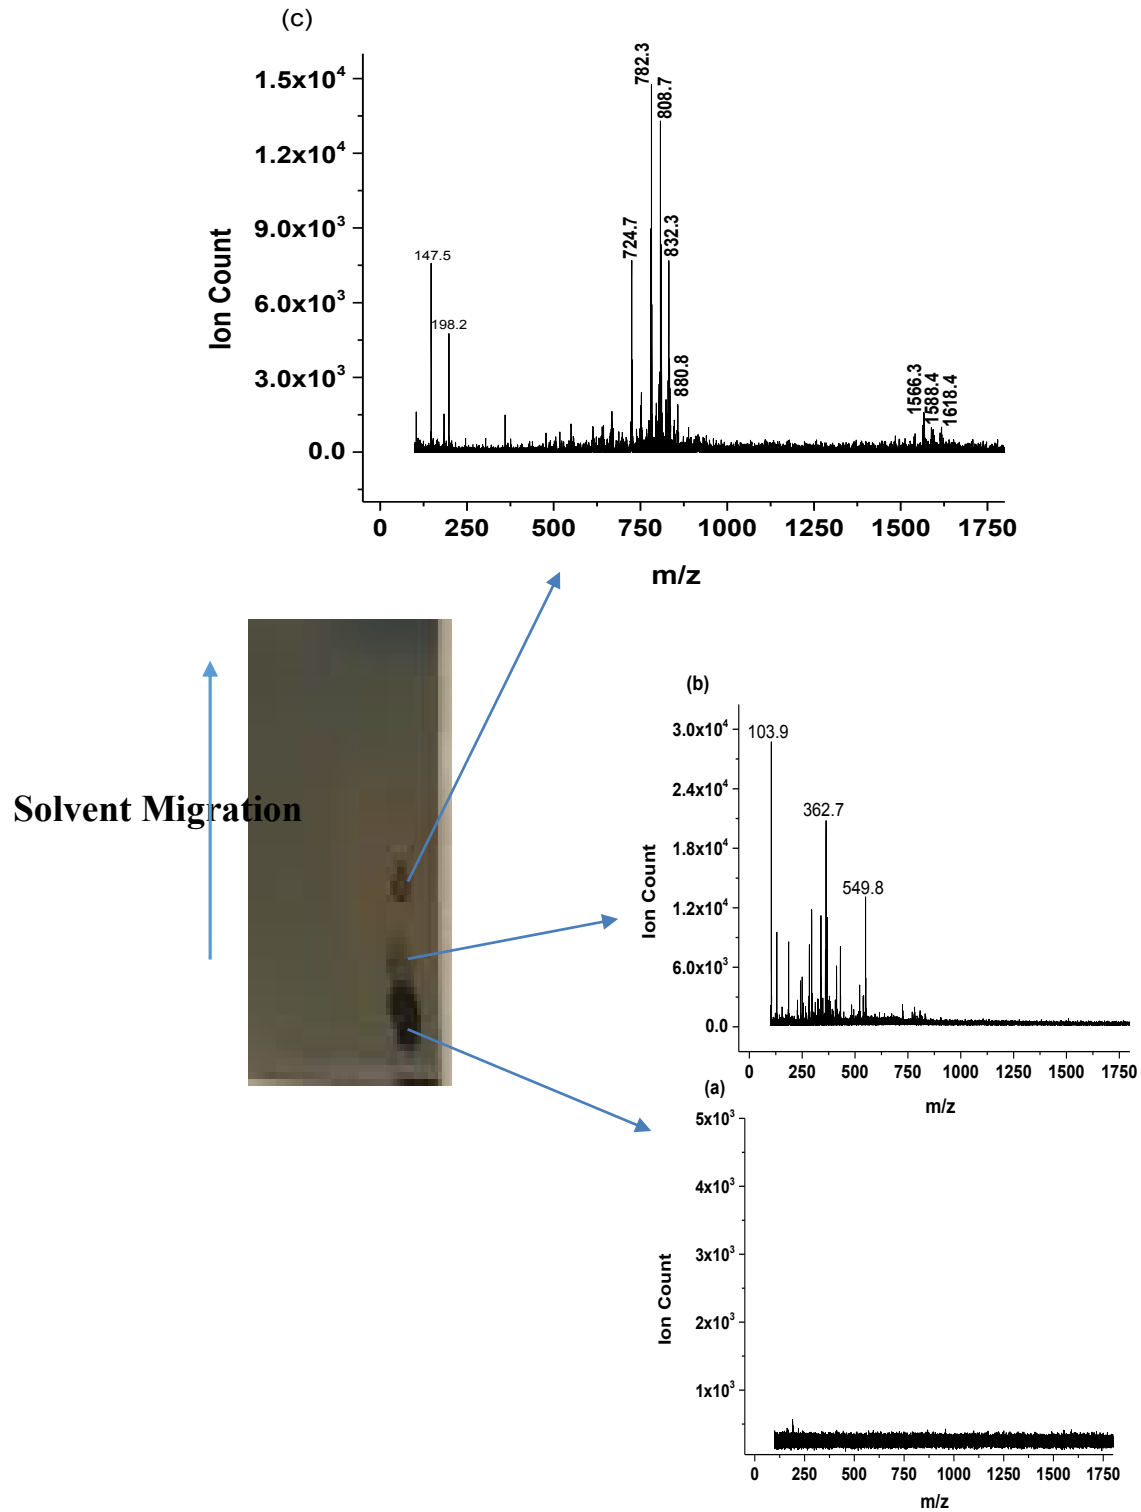 (c)
1.5x10⁴
1.2x10⁴
9.0x10³
6.0x10³
3.0x10³
0.0
Ion Count
147.5
198.2
724.7
782.3
808.7
832.3
880.8
1566.3
1588.4
1618.4
0 250 500 750 1000 1250 1500 1750
m/z
Solvent Migration
(b)
3.0x10⁴
2.4x10⁴
1.8x10⁴
1.2x10⁴
6.0x10³
0.0
Ion Count
103.9
362.7
549.8
0 250 500 750 1000 1250 1500 1750
m/z
(a)
5x10³
4x10³
3x10³
2x10³
1x10³
Ion Count
0 250 500 750 1000 1250 1500 1750
m/z